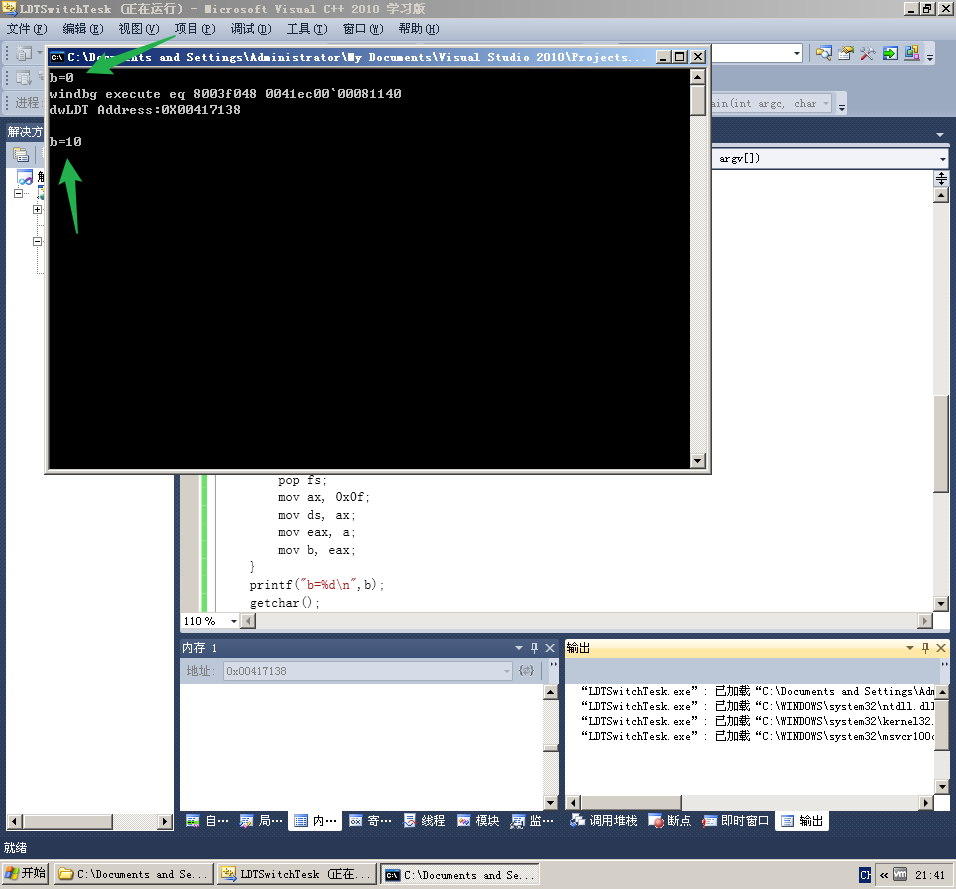 LDTSwitchTesk (正在运行) - Microsoft Visual C++ 2010 学习版
文件(F) 编辑(E) 视图(V) 项目(P) 调试(D) 工具(T) 窗口(W) 帮助(H)
C:\Documents and Settings\Administrator\My Documents\Visual Studio 2010\Projects...
b=0
windbg execute eq 8003f048 0041ec00`00081140
dwLDT Address:0X00417138
b=10
进程
ain(int argc, char
解决方
argv[])
pop fs;
mov ax, 0x0f;
mov ds, ax;
mov eax, a;
mov b, eax;
}
printf("b=%d\n",b);
getchar();
110 %
内存 1
地址: 0x00417138
输出
“LDTSwitchTesk.exe”: 已加载“C:\Documents and Settings\Adm
“LDTSwitchTesk.exe”: 已加载“C:\WINDOWS\system32\ntdll.dll
“LDTSwitchTesk.exe”: 已加载“C:\WINDOWS\system32\kernel32.
“LDTSwitchTesk.exe”: 已加载“C:\WINDOWS\system32\msvcr100
自… 局… 内… 寄… 线程 模块 监… 调用堆栈 断点 即时窗口 输出
就绪
开始 C:\Documents and Se... LDTSwitchTesk (正在... C:\Documents and Se... CH « vm 21:41